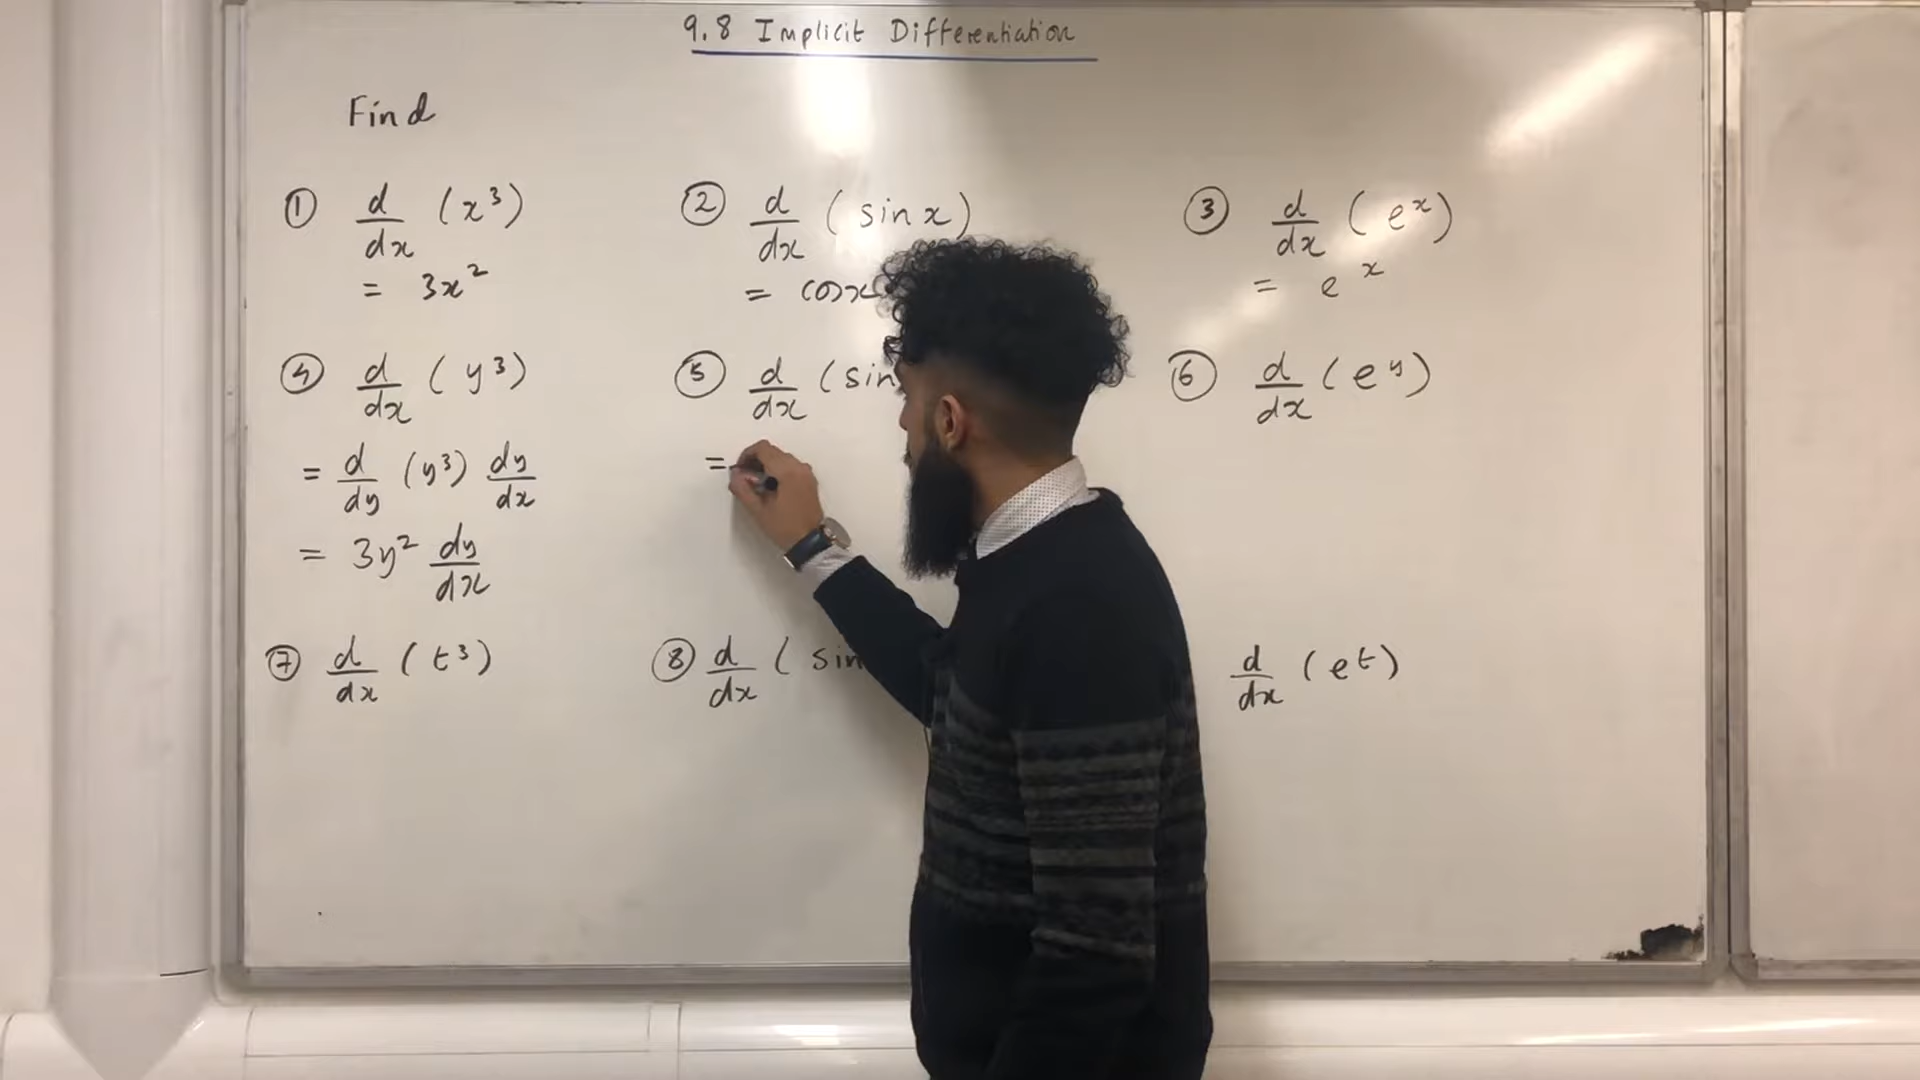 9.8 Implicit Differentiation
Find
① d/dx (x³)
= 3x²
② d/dx (sin x)
= cosx
③ d/dx (eˣ)
= eˣ
④ d/dx (y³)
= d/dy (y³) dy/dx
= 3y² dy/dx
⑤ d/dx (sin
=
⑥ d/dx (eʸ)
⑦ d/dx (t³)
⑧ d/dx ( sin
d/dx (eᵗ)